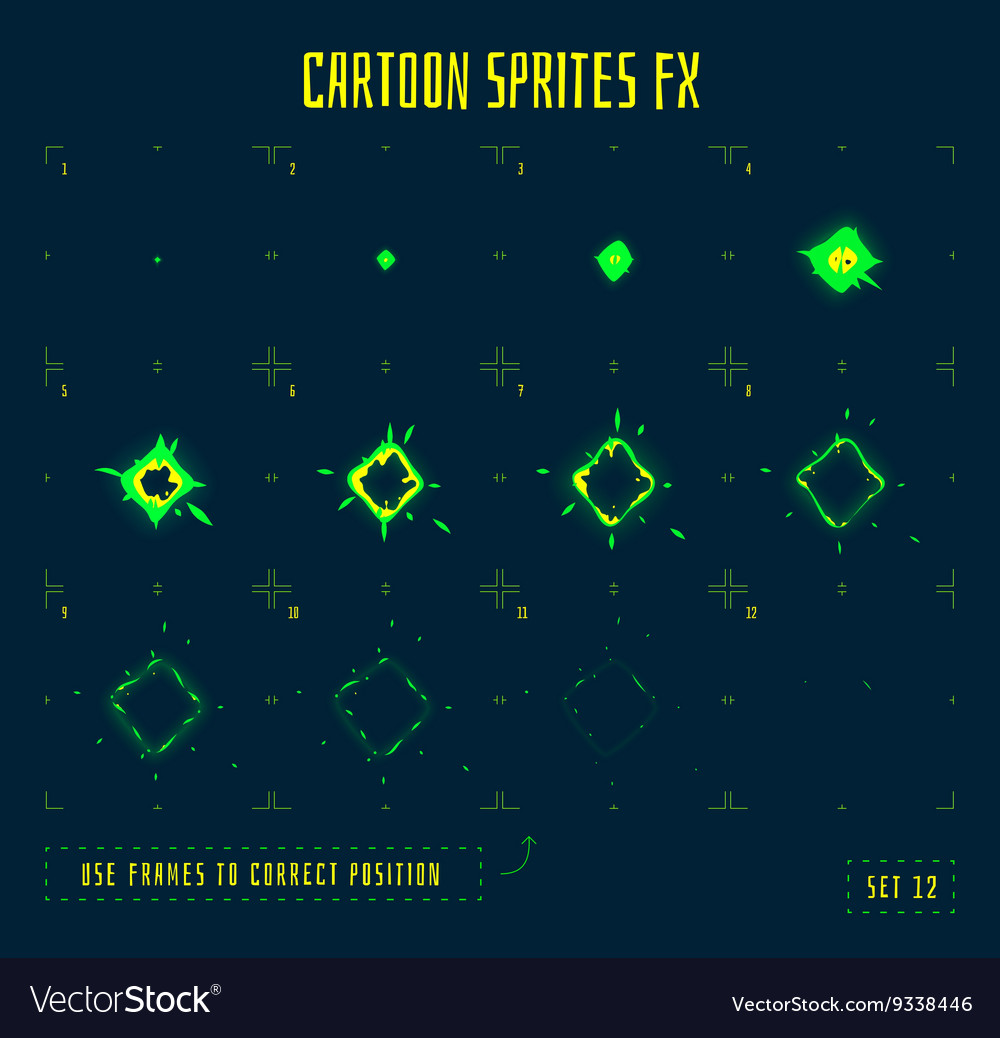 CARTOON SPRITES FX
1 2 3 4
5 6 7 8
9 10 11 12
USE FRAMES TO CORRECT POSITION
SET 12
VectorStock®
VectorStock.com/9338446